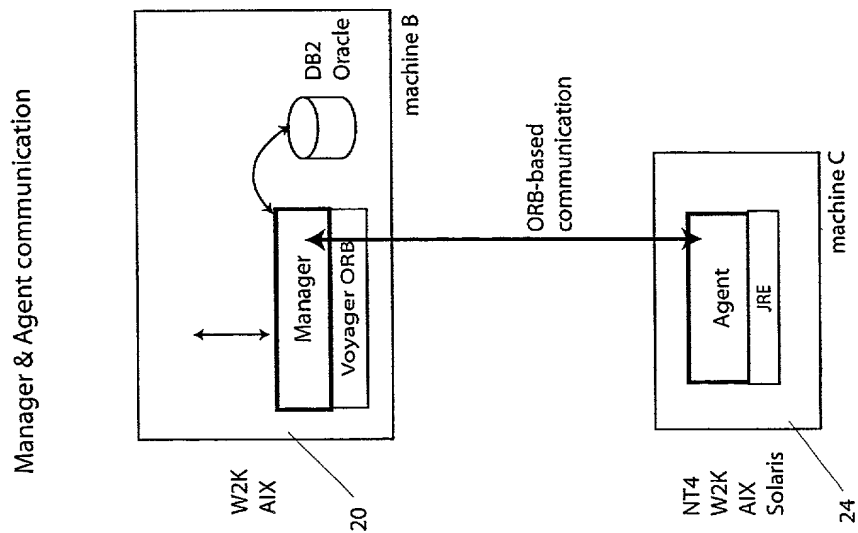 Manager & Agent communication
W2K
AIX
20
Manager
Voyager ORB
DB2
Oracle
machine B
ORB-based
communication
NT4
W2K
AIX
Solaris
24
Agent
JRE
machine C